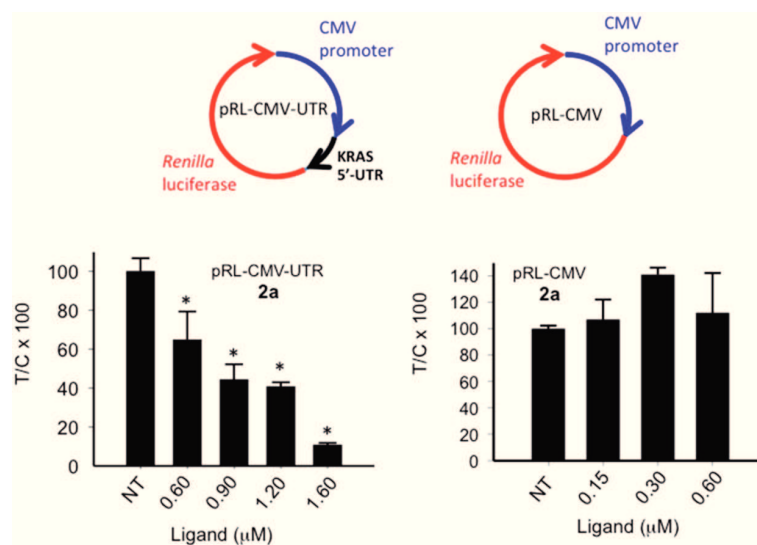 CMV
promoter
pRL-CMV-UTR
KRAS
5'-UTR
Renilla
luciferase
CMV
promoter
pRL-CMV
Renilla
luciferase
T/C x 100
100
80
60
40
20
0
pRL-CMV-UTR
2a
*
*
*
*
NT
0.60
0.90
1.20
1.60
Ligand (μM)
T/C x 100
140
120
100
80
60
40
20
0
pRL-CMV
2a
NT
0.15
0.30
0.60
Ligand (μM)